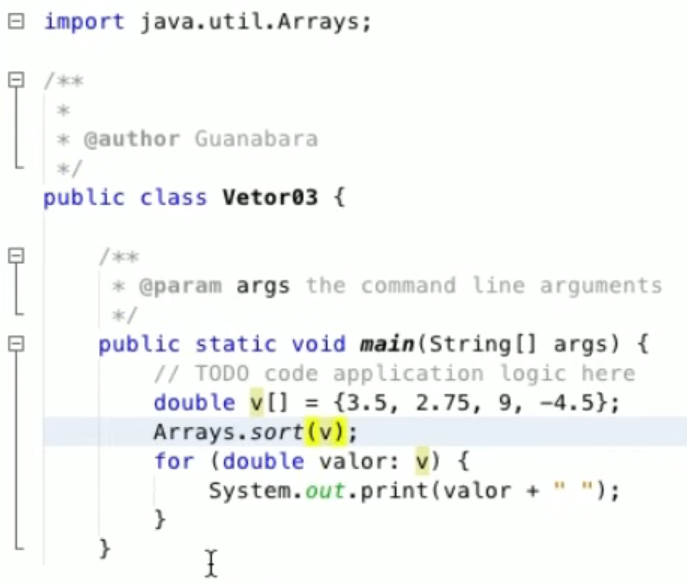 import java.util.Arrays;
/**
 *
 * @author Guanabara
 */
public class Vetor03 {
    /**
     * @param args the command line arguments
     */
    public static void main(String[] args) {
        // TODO code application logic here
        double v[] = {3.5, 2.75, 9, -4.5};
        Arrays.sort(v);
        for (double valor: v) {
            System.out.print(valor + " ");
        }
    }